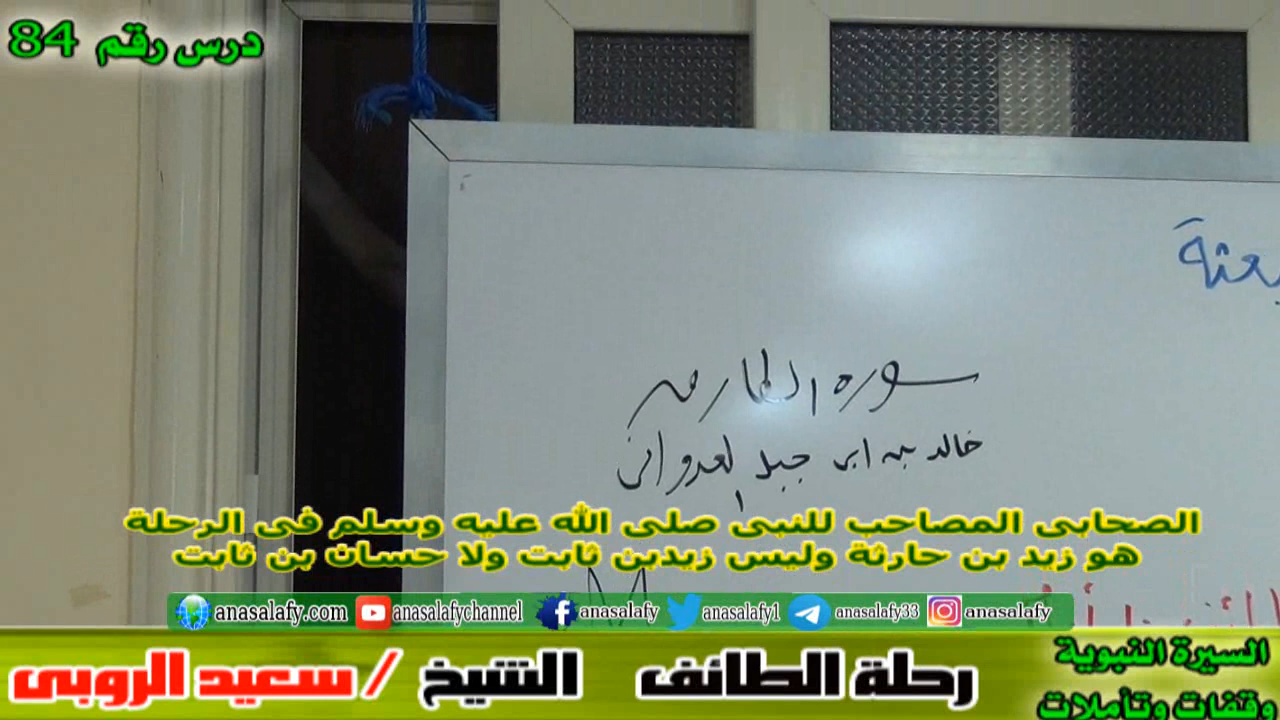 درس رقم 84
سورة الطارق
خالد بن ابى جبل العدوانى
الصحابى المصاحب للنبى صلى الله عليه وسلم فى الرحلة
هو زيد بن حارثة وليس زيدبن ثابت ولا حسان بن ثابت
anasalafy.com anasalafychannel anasalafy anasalafy1 anasalafy33 anasalafy
السيرة النبوية
وقفات وتأملات
رحلة الطائف الشيخ / سعيد الروبى